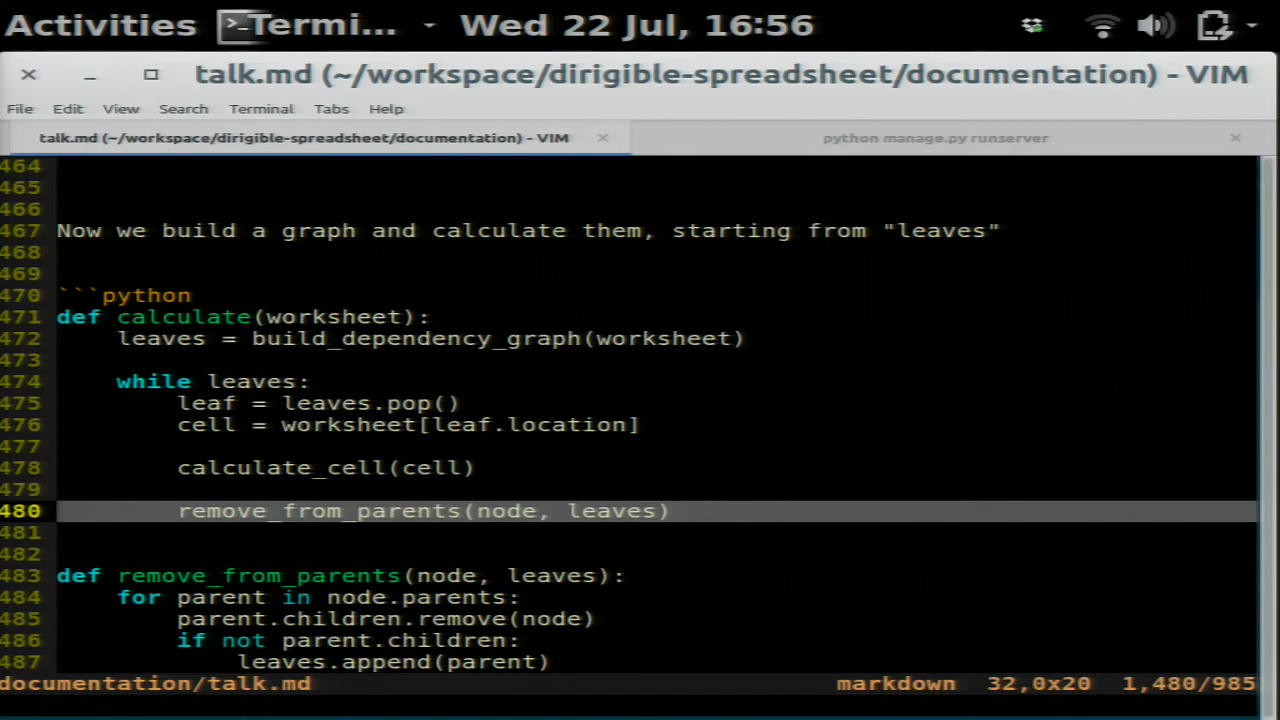 Activities Termi... Wed 22 Jul, 16:56
talk.md (~/workspace/dirigible-spreadsheet/documentation) - VIM
File Edit View Search Terminal Tabs Help
talk.md (~/workspace/dirigible-spreadsheet/documentation) - VIM python manage.py runserver
464
465
466
467 Now we build a graph and calculate them, starting from "leaves"
468
469
470 ```python
471 def calculate(worksheet):
472     leaves = build_dependency_graph(worksheet)
473
474     while leaves:
475         leaf = leaves.pop()
476         cell = worksheet[leaf.location]
477
478         calculate_cell(cell)
479
480         remove_from_parents(node, leaves)
481
482
483 def remove_from_parents(node, leaves):
484     for parent in node.parents:
485         parent.children.remove(node)
486         if not parent.children:
487             leaves.append(parent)
documentation/talk.md markdown 32,0x20 1,480/985